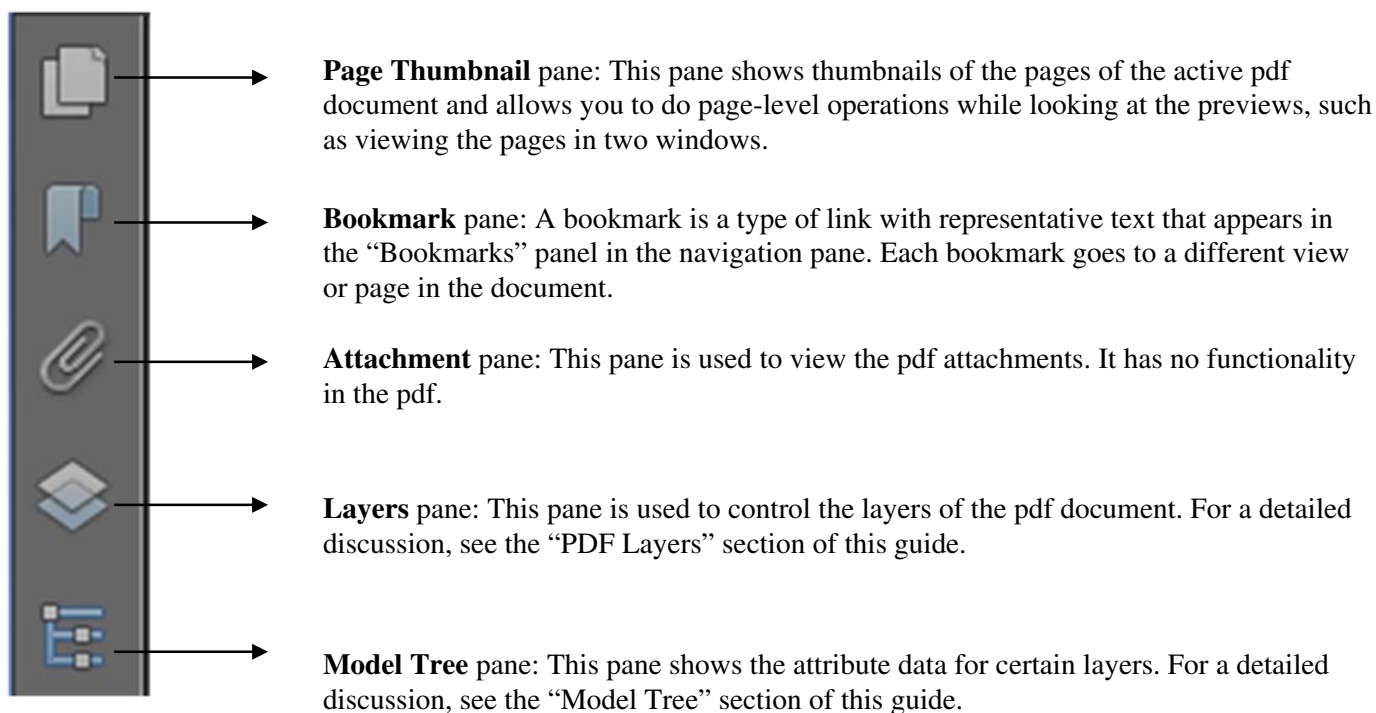 Page Thumbnail pane: This pane shows thumbnails of the pages of the active pdf
document and allows you to do page-level operations while looking at the previews, such
as viewing the pages in two windows.
Bookmark pane: A bookmark is a type of link with representative text that appears in
the “Bookmarks” panel in the navigation pane. Each bookmark goes to a different view
or page in the document.
Attachment pane: This pane is used to view the pdf attachments. It has no functionality
in the pdf.
Layers pane: This pane is used to control the layers of the pdf document. For a detailed
discussion, see the “PDF Layers” section of this guide.
Model Tree pane: This pane shows the attribute data for certain layers. For a detailed
discussion, see the “Model Tree” section of this guide.